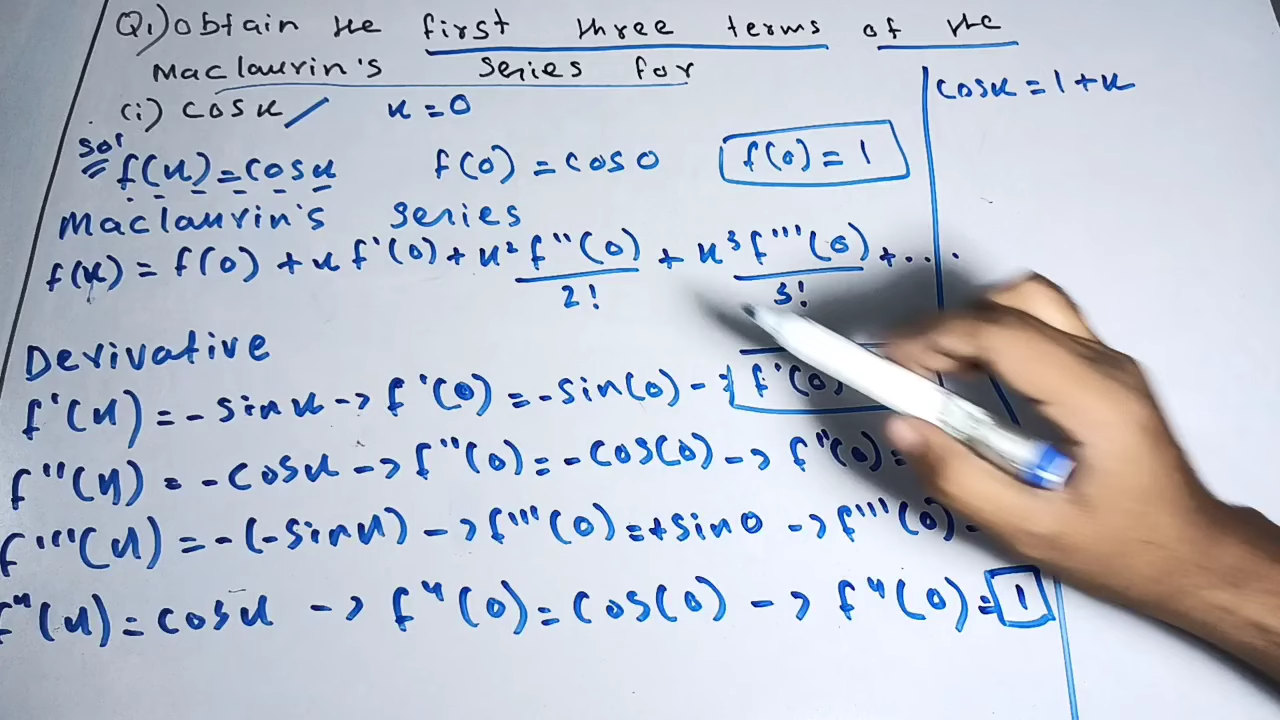 Q1) Obtain the first three terms of the
Maclaurin's series for
(i) cosx / x=0
Sol f(x) = cosx f(0) = cos0 f(0) = 1
Maclaurin's series
f(x) = f(0) + x f'(0) + x² f''(0)/2! + x³ f'''(0)/3! + ....
Derivative
f'(x) = -sinx -> f'(0) = -sin(0) - f'(0)
f''(x) = -cosx -> f''(0) = -cos(0) -> f''(0) =
f'''(x) = -(-sinx) -> f'''(0) = +sin0 -> f'''(0) =
f⁴(x) = cosx -> f⁴(0) = cos(0) -> f⁴(0) = 1
cosx = 1 + x